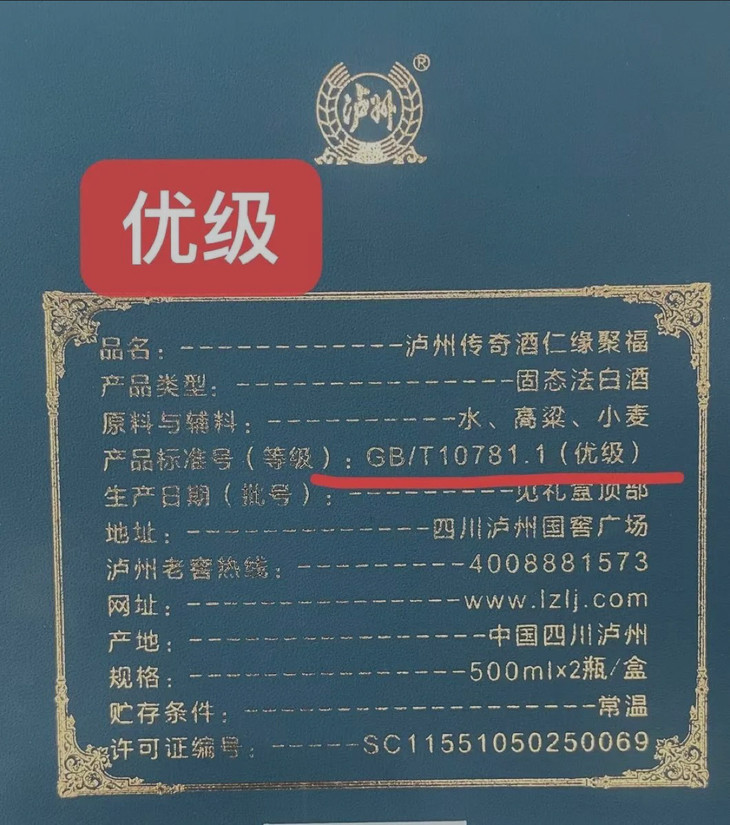 泸州
®
优级
品名：------------泸州传奇酒仁缘聚福
产品类型：----------------固态法白酒
原料与辅料：-----------水、高粱、小麦
产品标准号（等级）：GB/T10781.1（优级）
生产日期（批号）：----------见礼盒顶部
地址：--------------四川泸州国窖广场
泸州老窖热线：----------4008881573
网址：----------------www.lzlj.com
产地：-----------------中国四川泸州
规格：----------------500ml×2瓶/盒
贮存条件：--------------------常温
许可证编号：-----SC11551050250069